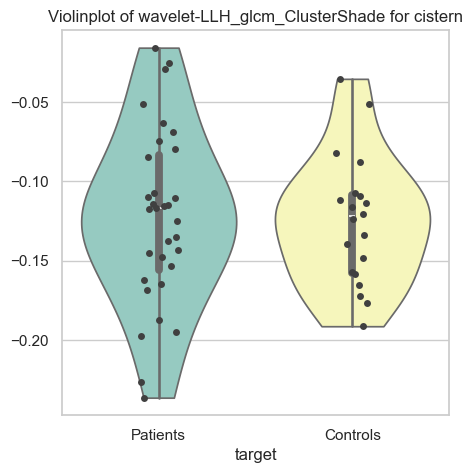 Violinplot of wavelet-LLH_glcm_ClusterShade for cistern
−0.05
−0.10
−0.15
−0.20
Patients Controls
target